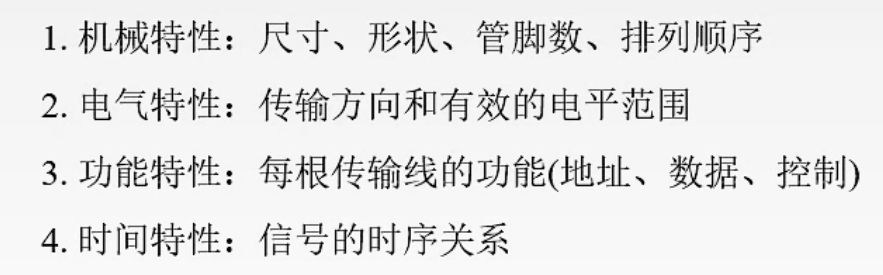 1. 机械特性：尺寸、形状、管脚数、排列顺序
2. 电气特性：传输方向和有效的电平范围
3. 功能特性：每根传输线的功能(地址、数据、控制)
4. 时间特性：信号的时序关系